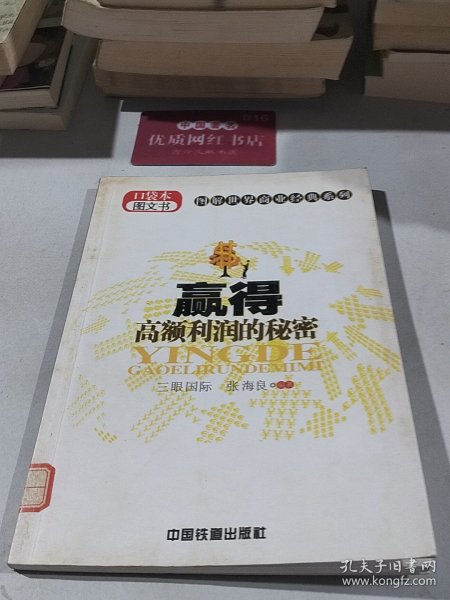 中国书店
优质网红书店
口袋本
图文书
图解世界商业经典系列
赢得
高额利润的秘密
YINGDE
GAOELIRUNDEMIMI
三眼国际 张海良
中国铁道出版社
孔夫子旧书网
www.kongfz.com